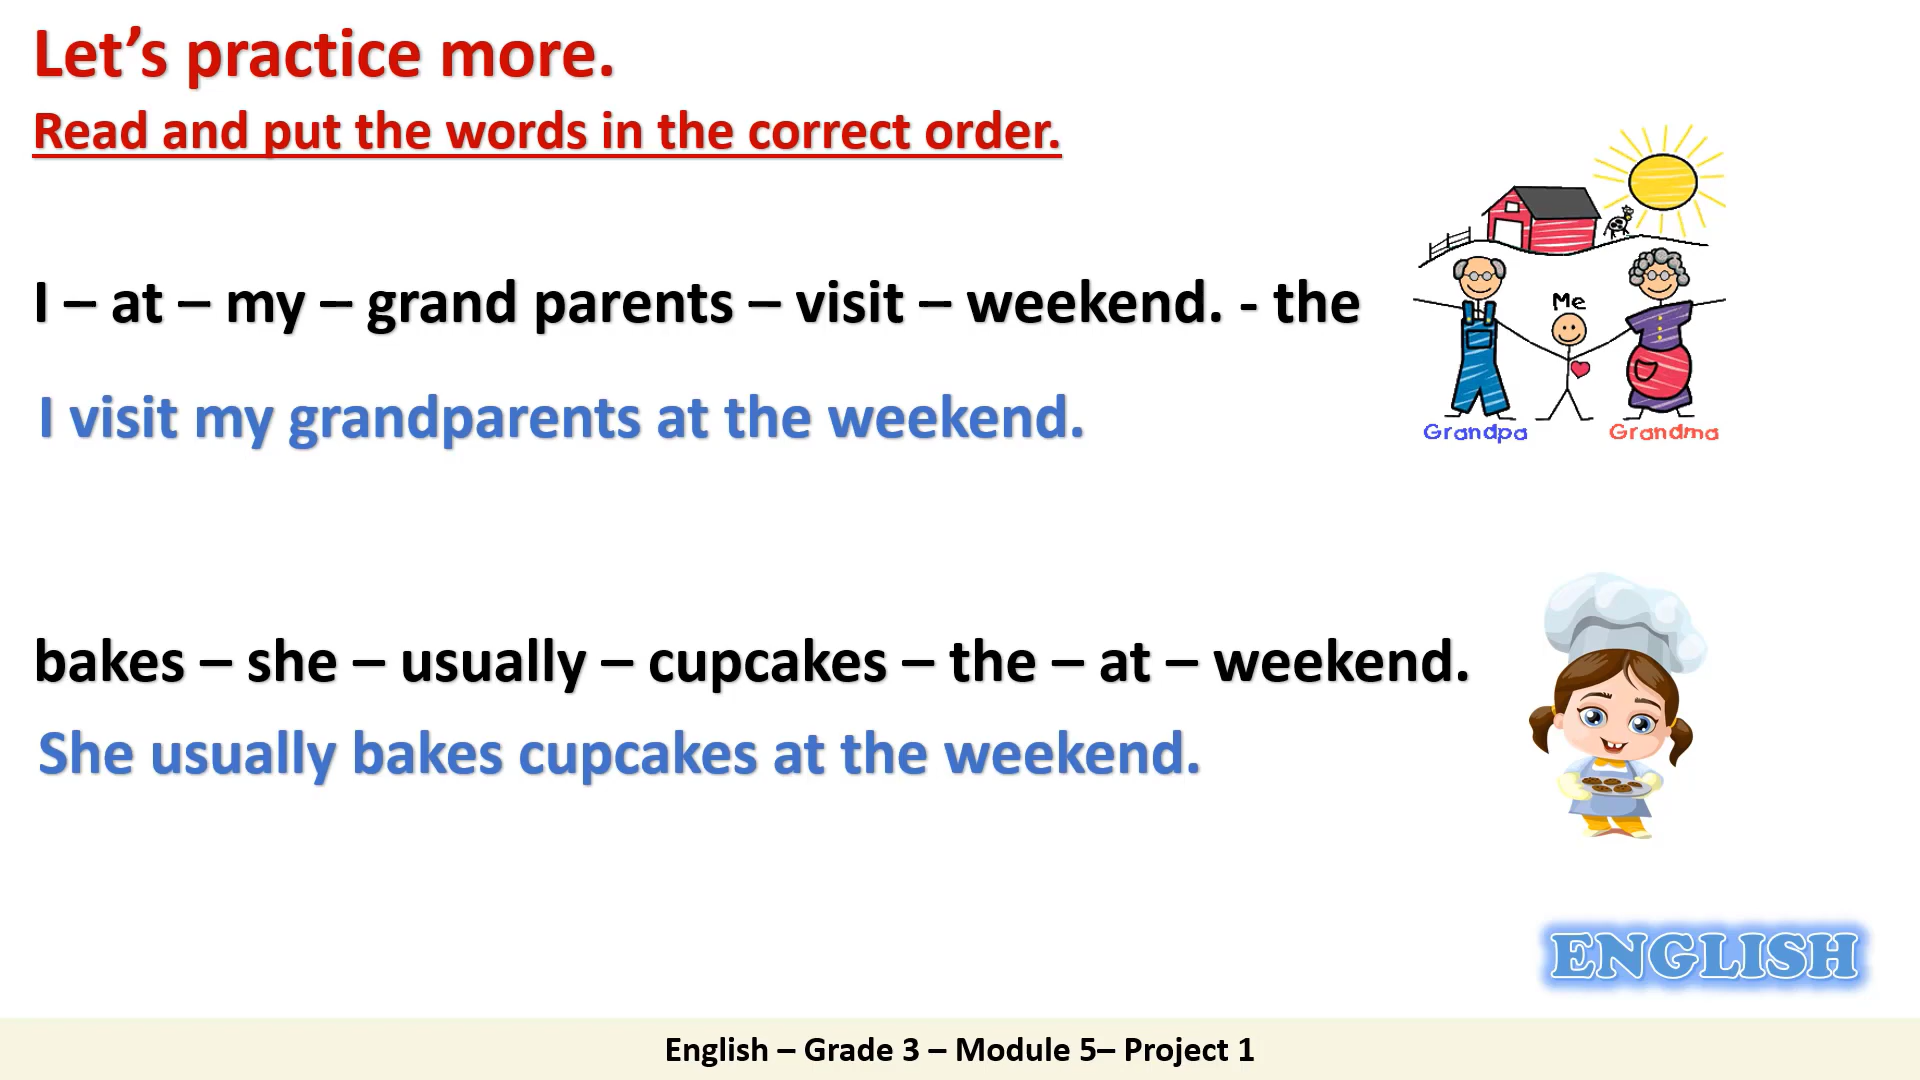 Let’s practice more.
Read and put the words in the correct order.
I – at – my – grand parents – visit – weekend. - the
I visit my grandparents at the weekend.
Me
Grandpa
Grandma
bakes – she – usually – cupcakes – the – at – weekend.
She usually bakes cupcakes at the weekend.
ENGLISH
English – Grade 3 – Module 5– Project 1